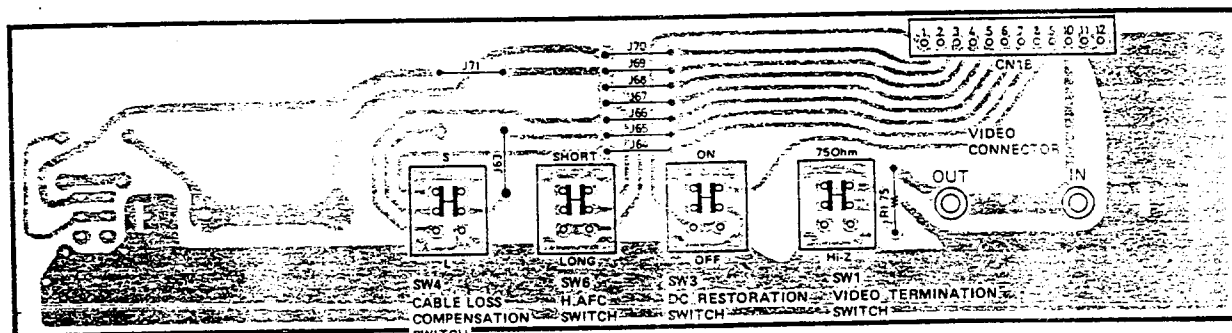 1 2 3 4 5 6 7 8 9 10 11 12
CN1E
J70
J71
J69
J68
J67
J66
J65
J64
J63
VIDEO
CONNECTOR
S
SHORT
ON
75Ohm
OUT
IN
R175
L
LONG
OFF
Hi-Z
SW4
CABLE LOSS
COMPENSATION
SWITCH
SW6
H.AFC
SWITCH
SW3
DC RESTORATION
SWITCH
SW1
VIDEO TERMINATION
SWITCH